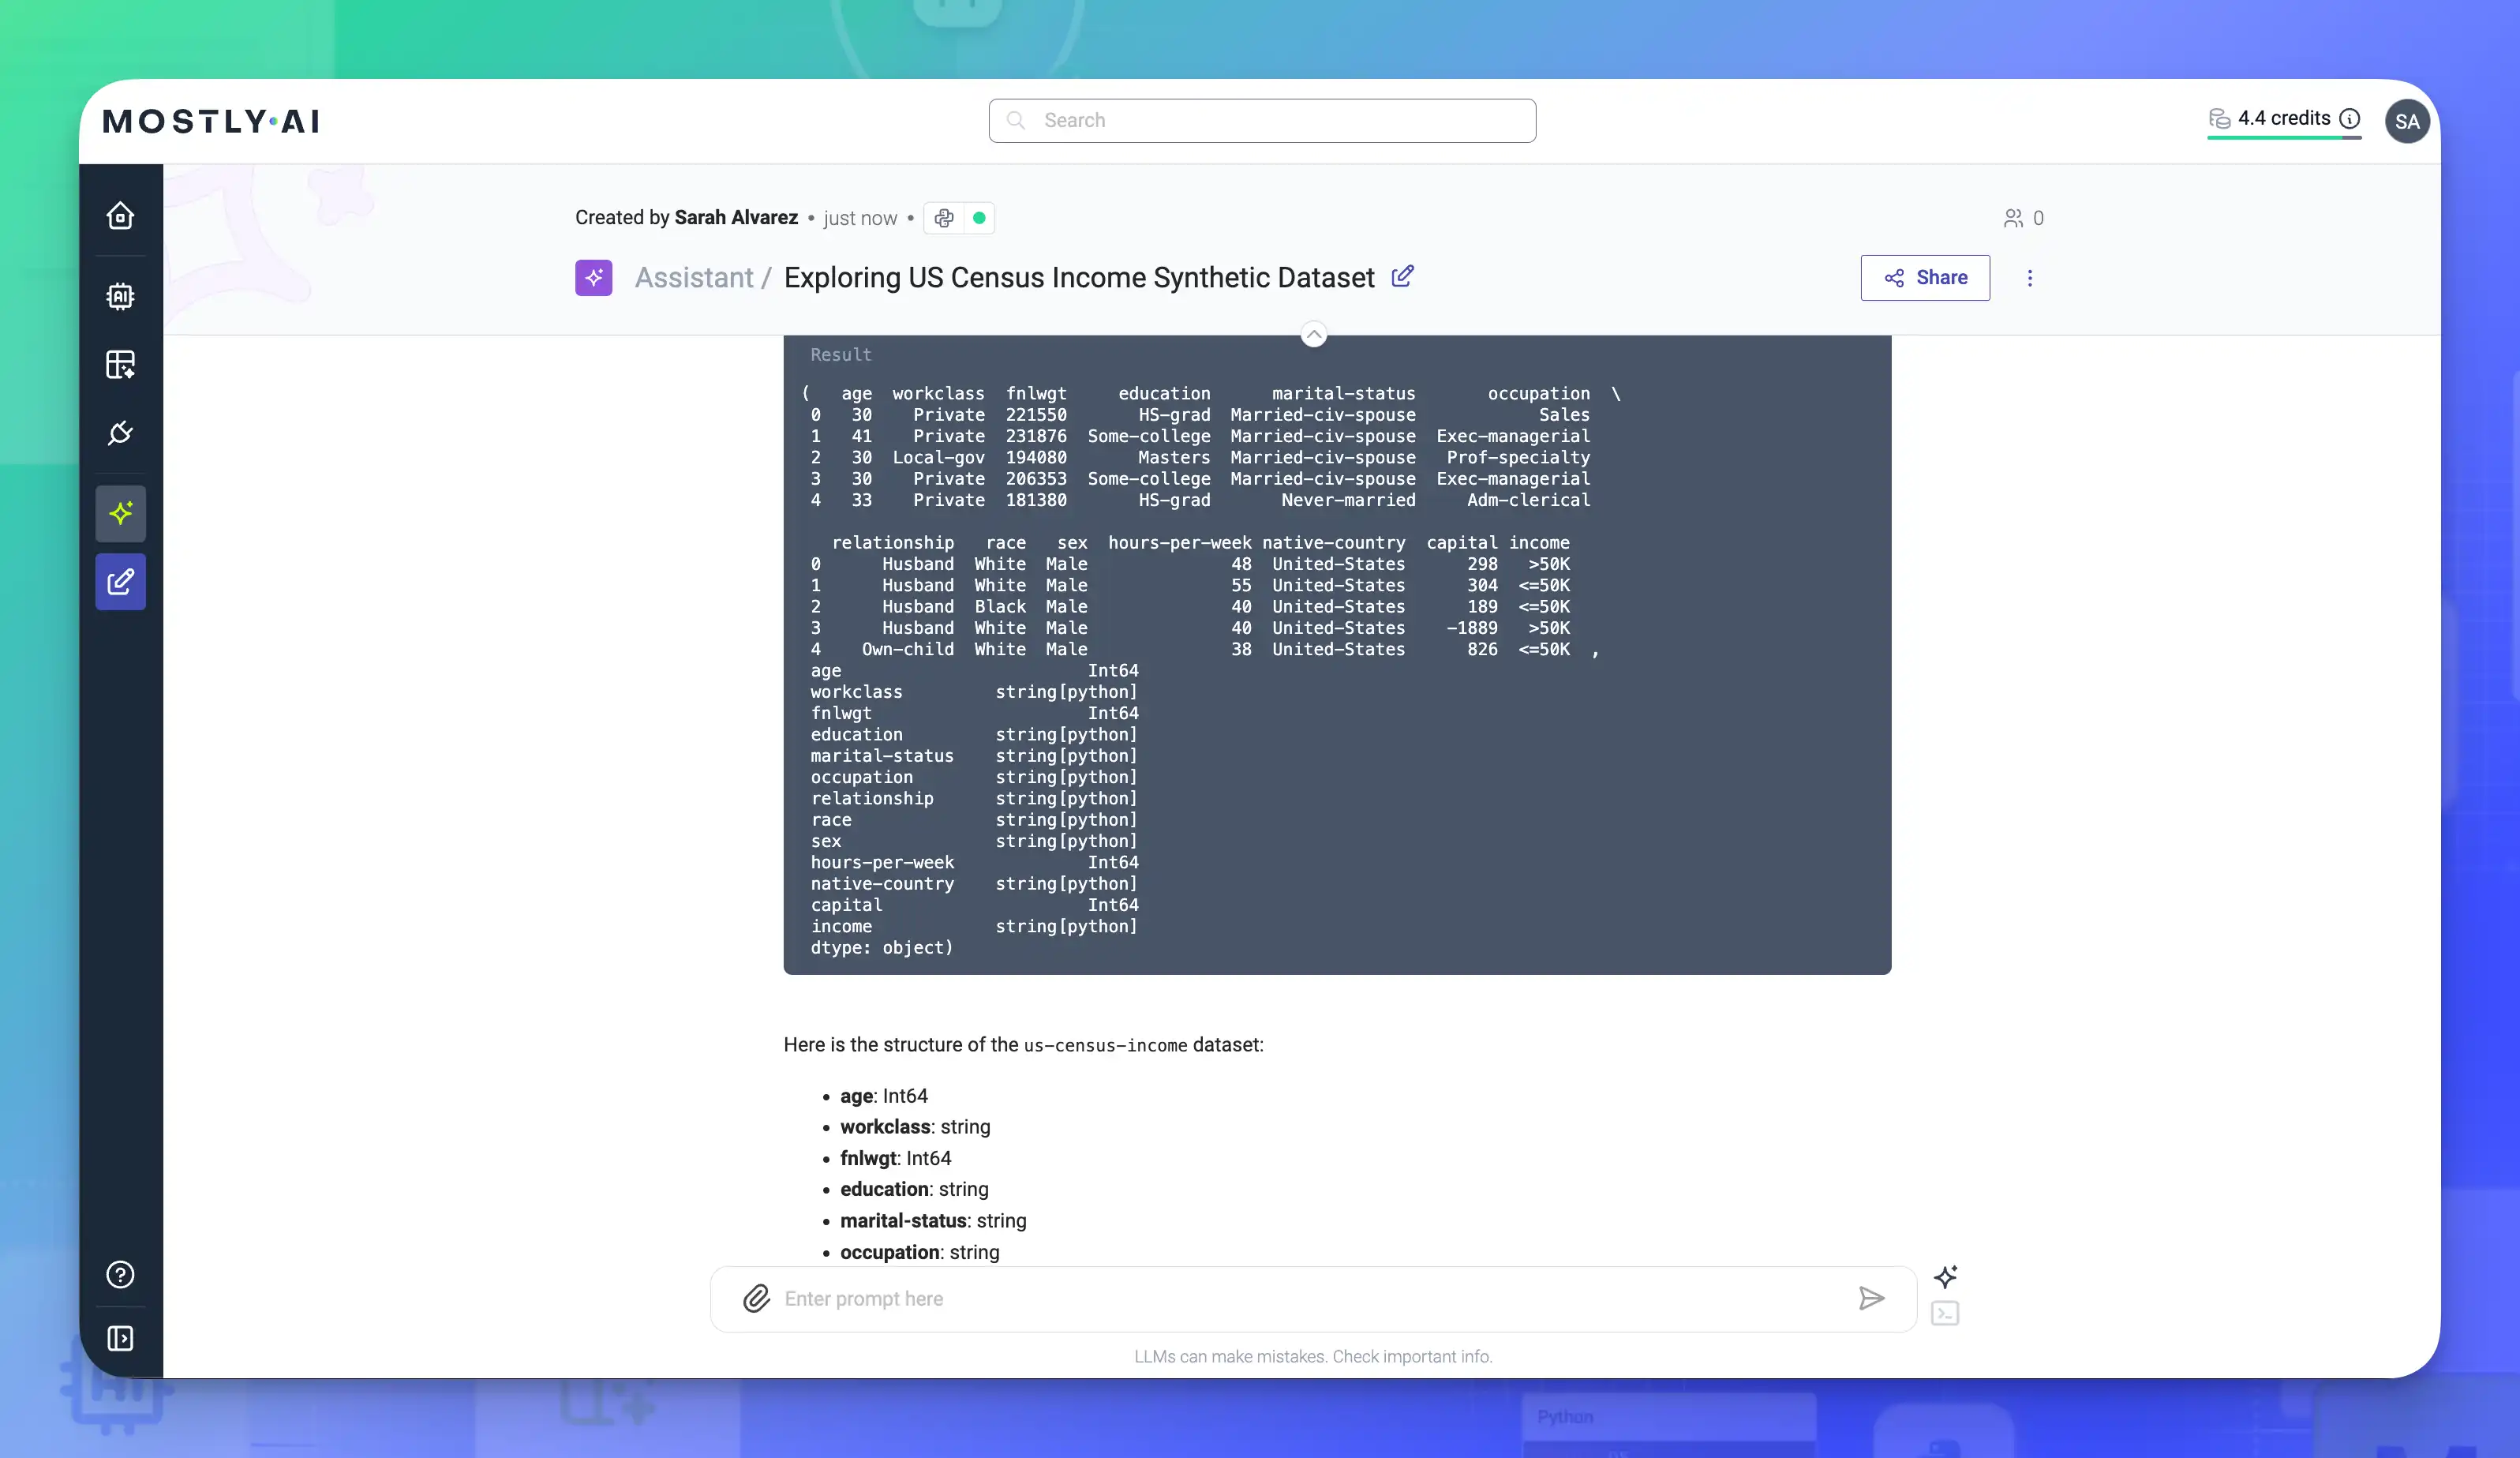 MOSTLY AI
Search
4.4 credits
SA
Created by Sarah Alvarez • just now •
0
Assistant / Exploring US Census Income Synthetic Dataset
Share
Result
(   age  workclass  fnlwgt     education      marital-status       occupation  \
0   30    Private  221550       HS-grad  Married-civ-spouse            Sales
1   41    Private  231876  Some-college  Married-civ-spouse  Exec-managerial
2   30  Local-gov  194080       Masters  Married-civ-spouse   Prof-specialty
3   30    Private  206353  Some-college  Married-civ-spouse  Exec-managerial
4   33    Private  181380       HS-grad       Never-married     Adm-clerical
relationship   race   sex  hours-per-week native-country  capital income
0       Husband  White  Male              48  United-States      298   >50K
1       Husband  White  Male              55  United-States      304  <=50K
2       Husband  Black  Male              40  United-States      189  <=50K
3       Husband  White  Male              40  United-States    -1889   >50K
4     Own-child  White  Male              38  United-States      826  <=50K  ,
age                        Int64
workclass         string[python]
fnlwgt                     Int64
education         string[python]
marital-status    string[python]
occupation        string[python]
relationship      string[python]
race              string[python]
sex               string[python]
hours-per-week             Int64
native-country    string[python]
capital                    Int64
income            string[python]
dtype: object)
Here is the structure of the us-census-income dataset:
• age: Int64
• workclass: string
• fnlwgt: Int64
• education: string
• marital-status: string
• occupation: string
Enter prompt here
LLMs can make mistakes. Check important info.
Python